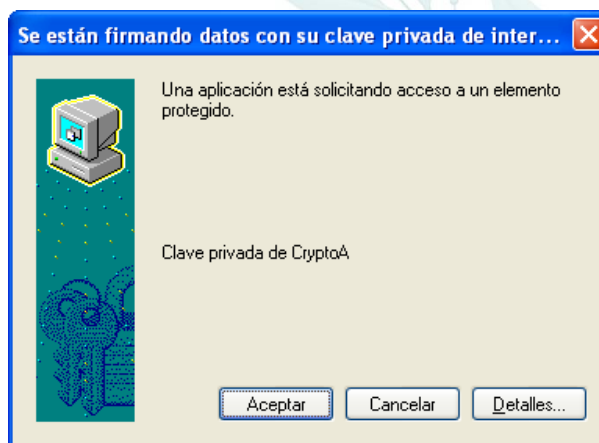 Se están firmando datos con su clave privada de inter...
Una aplicación está solicitando acceso a un elemento
protegido.
Clave privada de CryptoA
Aceptar
Cancelar
Detalles...